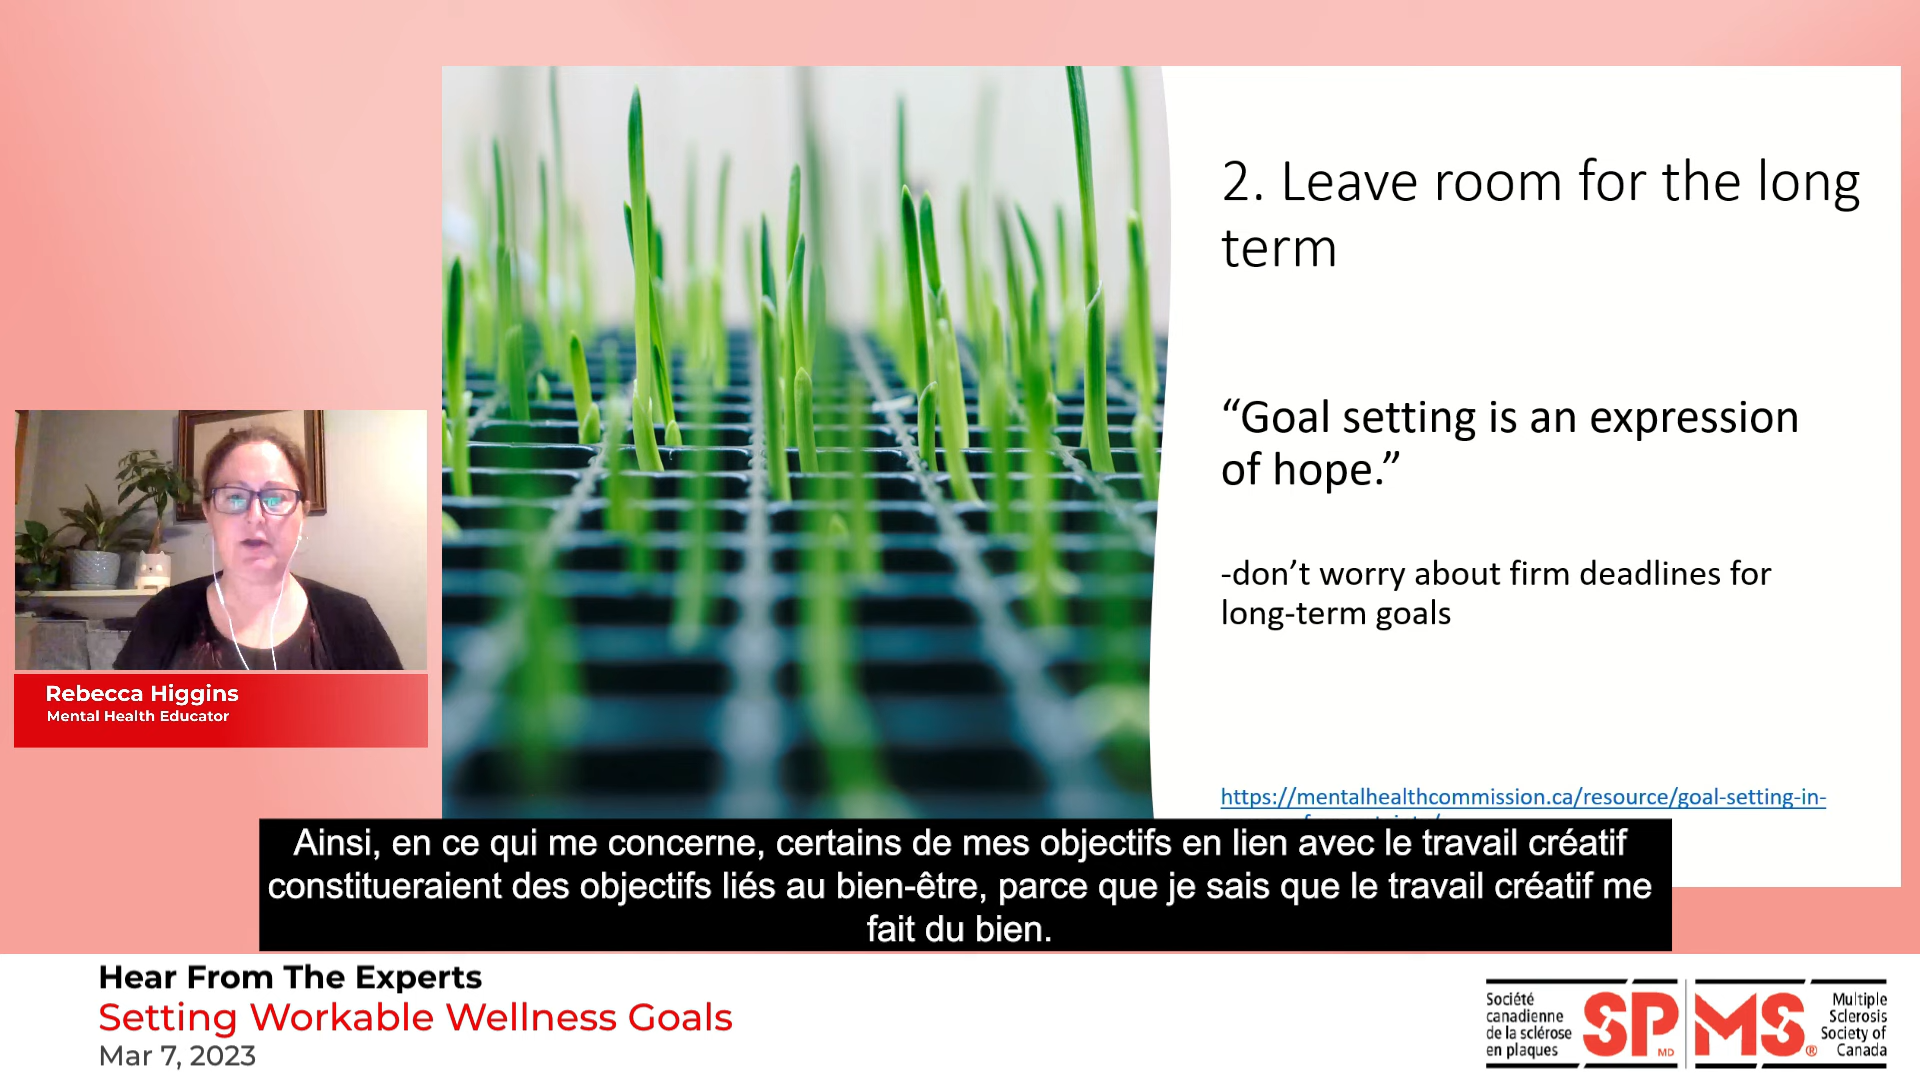 2. Leave room for the long
term
“Goal setting is an expression
of hope.”
-don’t worry about firm deadlines for
long-term goals
https://mentalhealthcommission.ca/resource/goal-setting-in-
Rebecca Higgins
Mental Health Educator
Ainsi, en ce qui me concerne, certains de mes objectifs en lien avec le travail créatif
constitueraient des objectifs liés au bien-être, parce que je sais que le travail créatif me
fait du bien.
Hear From The Experts
Setting Workable Wellness Goals
Mar 7, 2023
Société
canadienne
de la sclérose
en plaques
SP MD
MS ®
Multiple
Sclerosis
Society of
Canada